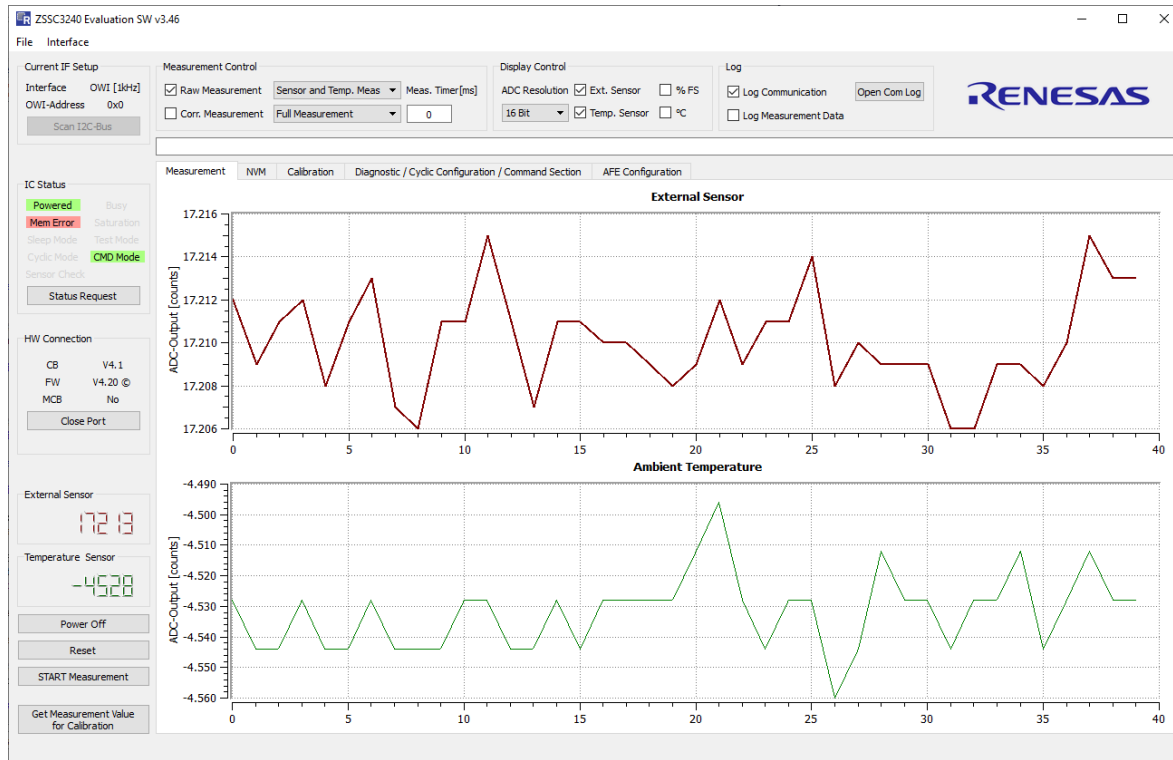 ZSSC3240 Evaluation SW v3.46
File Interface
Current IF Setup
Interface OWI [1kHz]
OWI-Address 0x0
Scan I2C-Bus
Measurement Control
Raw Measurement Sensor and Temp. Meas Meas. Timer[ms]
Corr. Measurement Full Measurement 0
Display Control
ADC Resolution Ext. Sensor % FS
16 Bit Temp. Sensor ºC
Log
Log Communication Open Com Log
Log Measurement Data
RENESAS
Measurement NVM Calibration Diagnostic / Cyclic Configuration / Command Section AFE Configuration
IC Status
Powered Busy
Mem Error Saturation
Sleep Mode Test Mode
Cyclic Mode CMD Mode
Sensor Check
Status Request
HW Connection
CB V4.1
FW V4.20 ©
MCB No
Close Port
External Sensor
17213
Temperature Sensor
-4528
Power Off
Reset
START Measurement
Get Measurement Value
for Calibration
External Sensor
ADC-Output [counts]
17.216
17.214
17.212
17.210
17.208
17.206
0 5 10 15 20 25 30 35 40
Ambient Temperature
ADC-Output [counts]
-4.490
-4.500
-4.510
-4.520
-4.530
-4.540
-4.550
-4.560
0 5 10 15 20 25 30 35 40